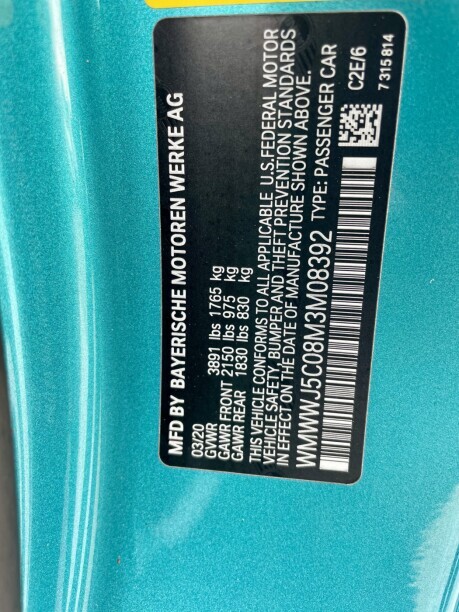 MFD BY BAYERISCHE MOTOREN WERKE AG
03/20
GVWR 3891 lbs 1765 kg
GAWR FRONT 2150 lbs 975 kg
GAWR REAR 1830 lbs 830 kg
THIS VEHICLE CONFORMS TO ALL APPLICABLE U.S.FEDERAL MOTOR
VEHICLE SAFETY, BUMPER AND THEFT PREVENTION STANDARDS
IN EFFECT ON THE DATE OF MANUFACTURE SHOWN ABOVE.
WMWWJ5C08M3M08392 TYPE: PASSENGER CAR
C2E/6
7 315 814